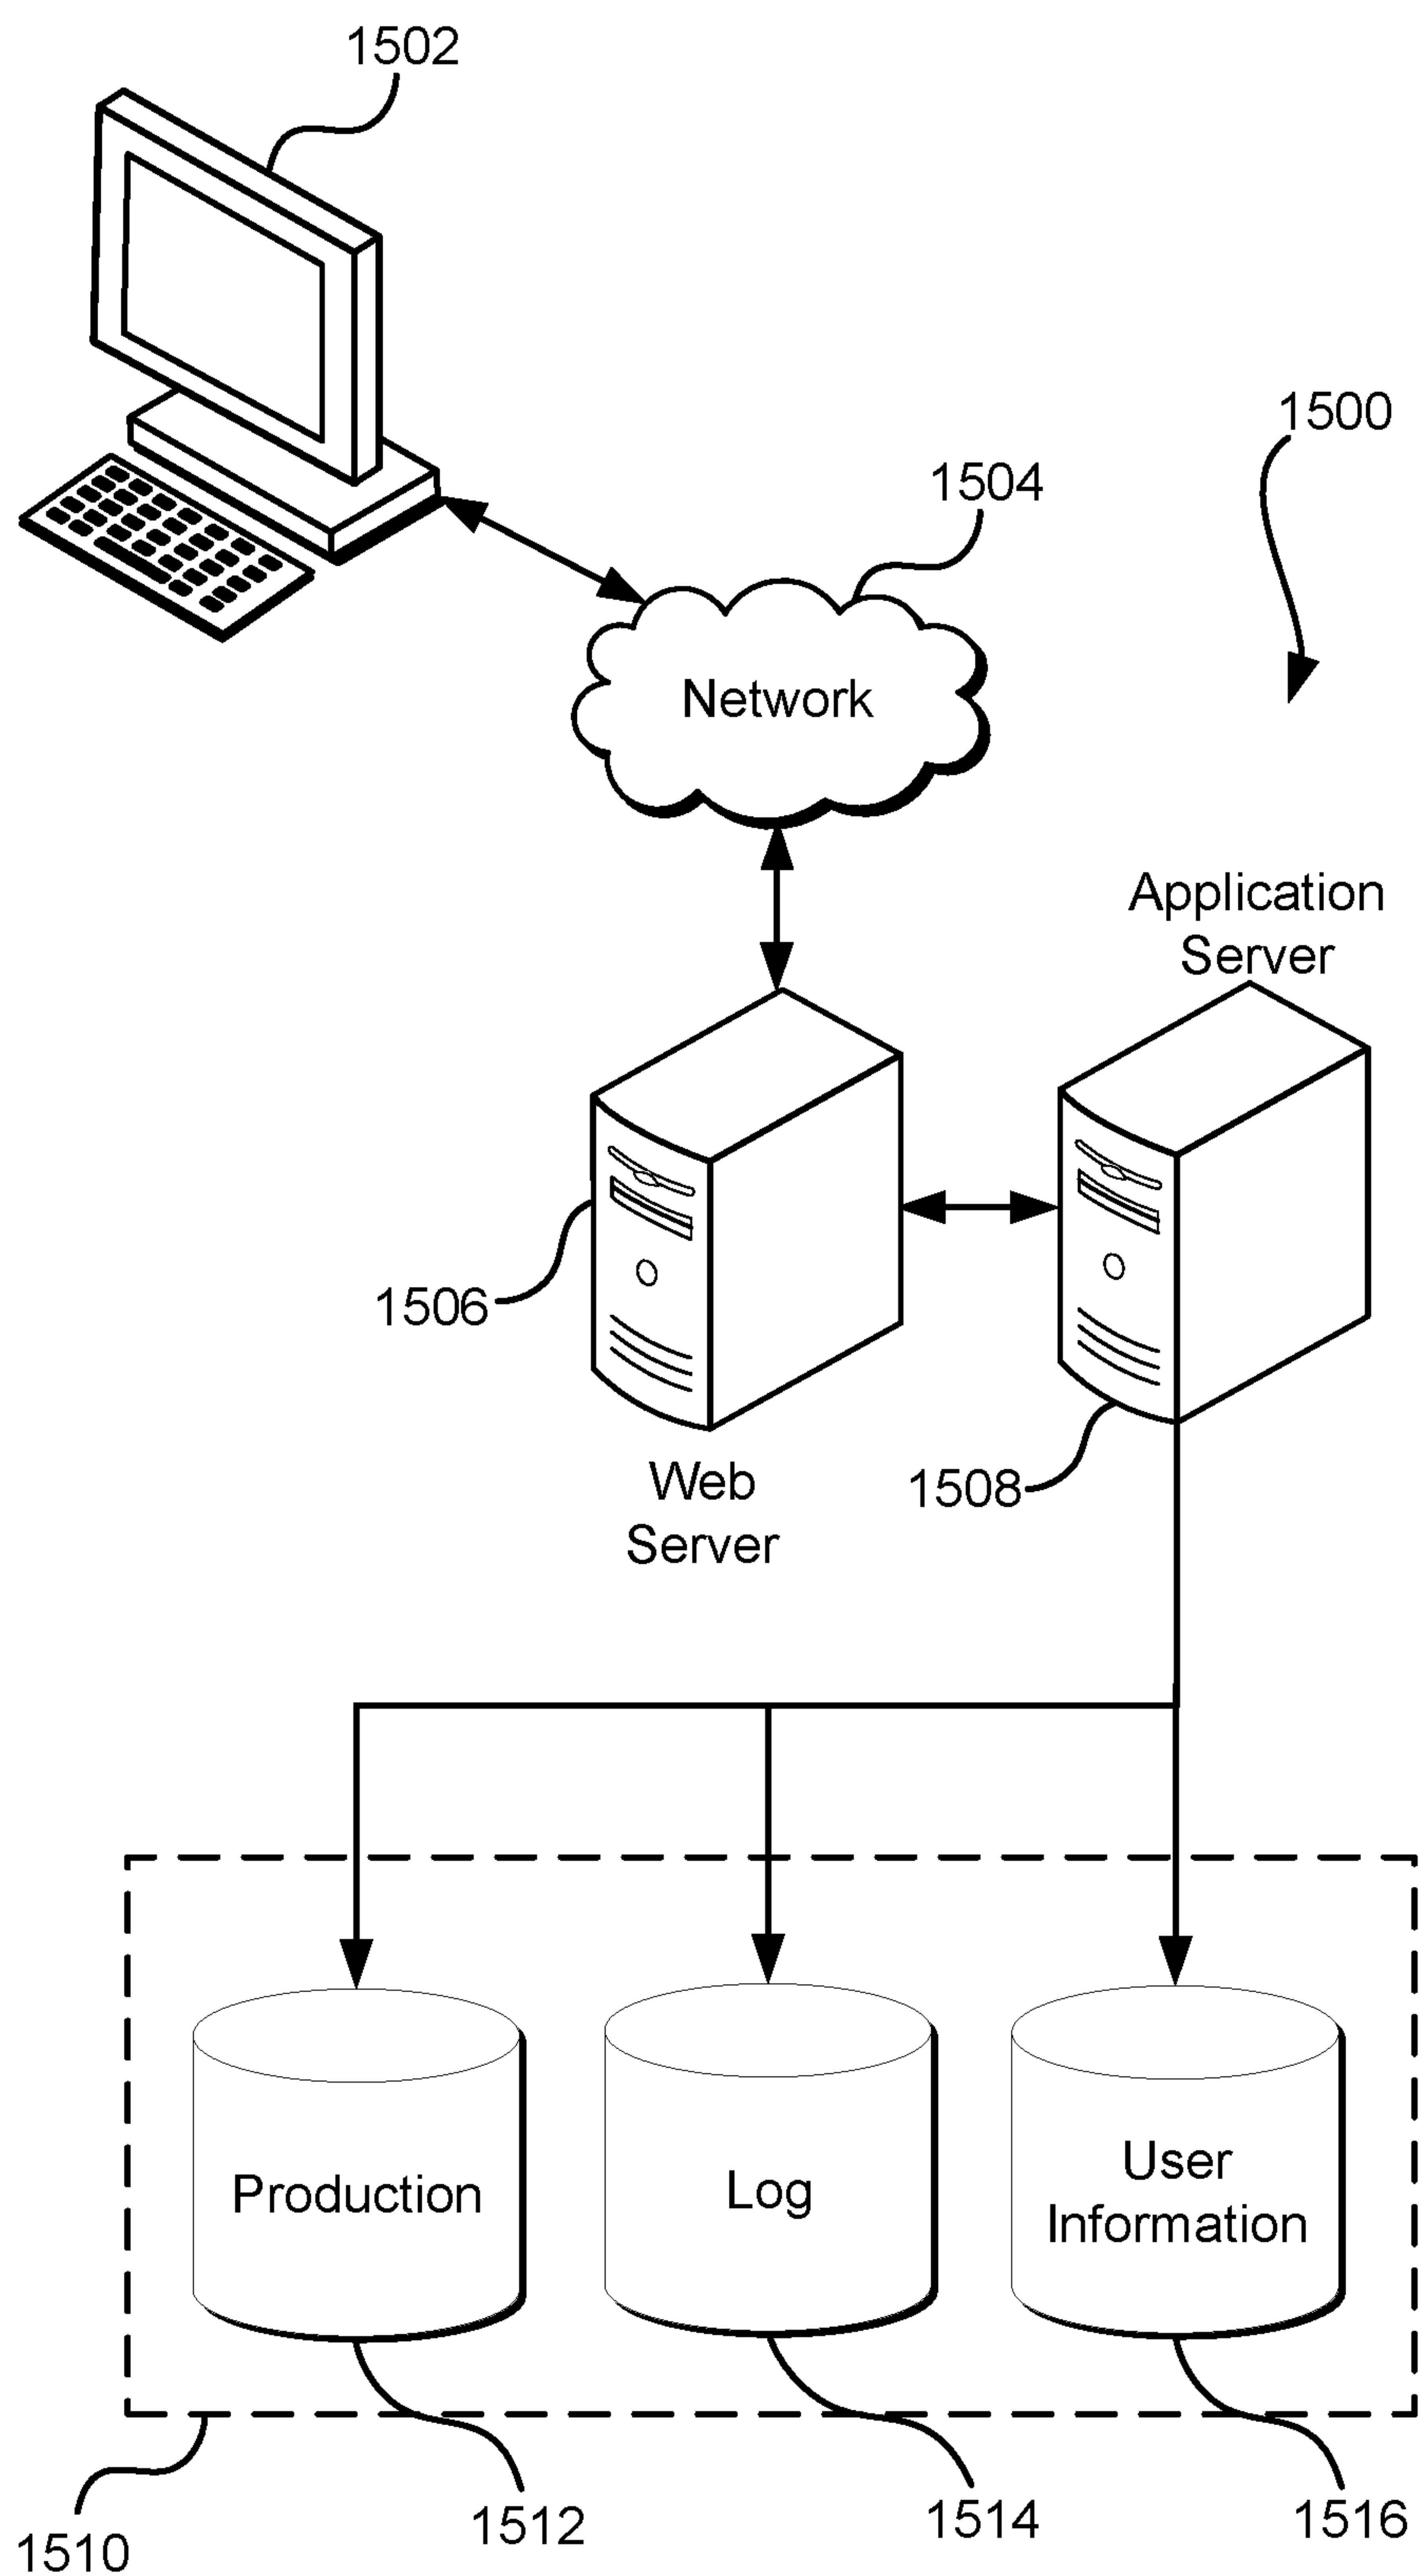 1502
1500
1504
Network
Application
Server
1506
1508
Web
Server
Production
Log
User
Information
1510
1512
1514
1516